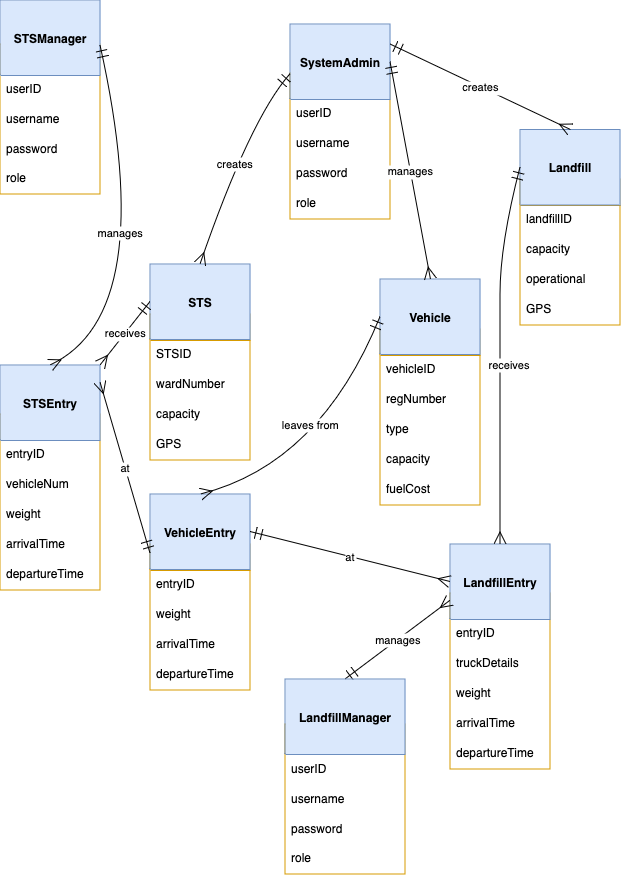 STSManager
userID
username
password
role
SystemAdmin
userID
username
password
role
creates
creates
manages
manages
Landfill
landfillID
capacity
operational
GPS
STS
STSID
wardNumber
capacity
GPS
Vehicle
vehicleID
regNumber
type
capacity
fuelCost
receives
receives
STSEntry
entryID
vehicleNum
weight
arrivalTime
departureTime
leaves from
at
VehicleEntry
entryID
weight
arrivalTime
departureTime
at
LandfillEntry
entryID
truckDetails
weight
arrivalTime
departureTime
manages
LandfillManager
userID
username
password
role